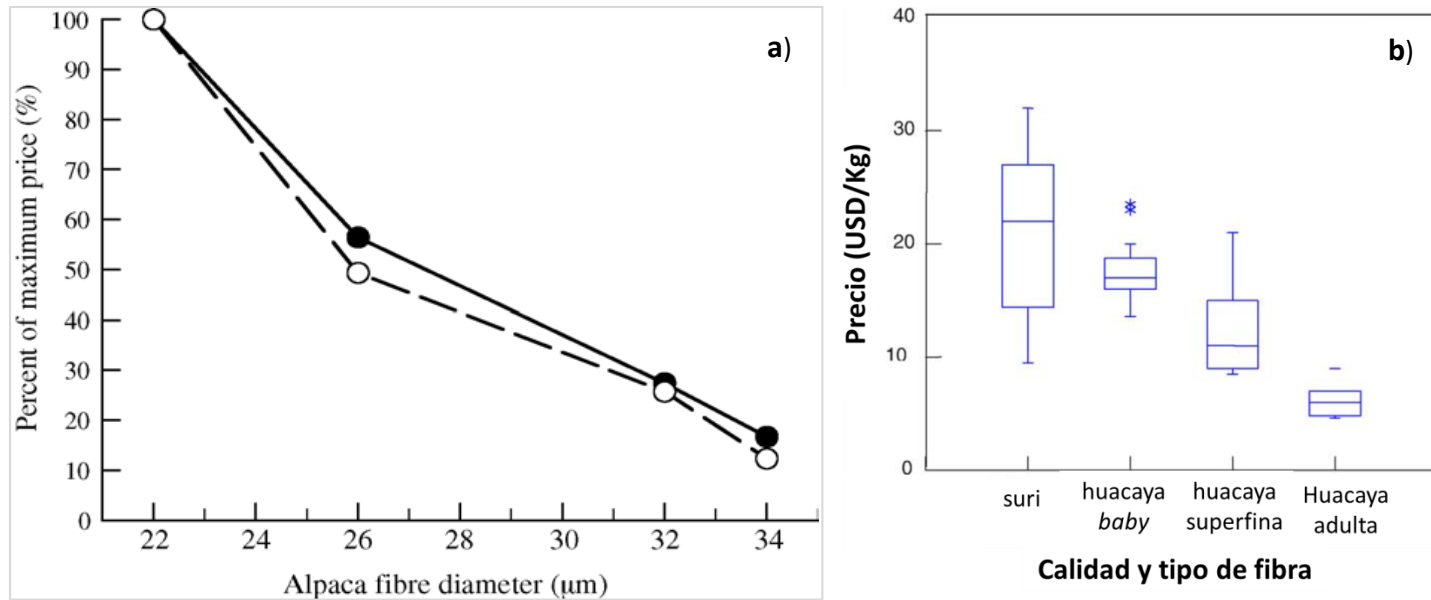 a)
Percent of maximum price (%)
100
90
80
70
60
50
40
30
20
10
0
22 24 26 28 30 32 34
Alpaca fibre diameter (µm)
b)
Precio (USD/Kg)
40
30
20
10
0
suri
huacaya
baby
huacaya
superfina
Huacaya
adulta
Calidad y tipo de fibra